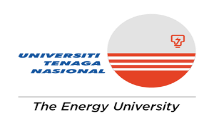 UNIVERSITI
TENAGA
NASIONAL
The Energy University